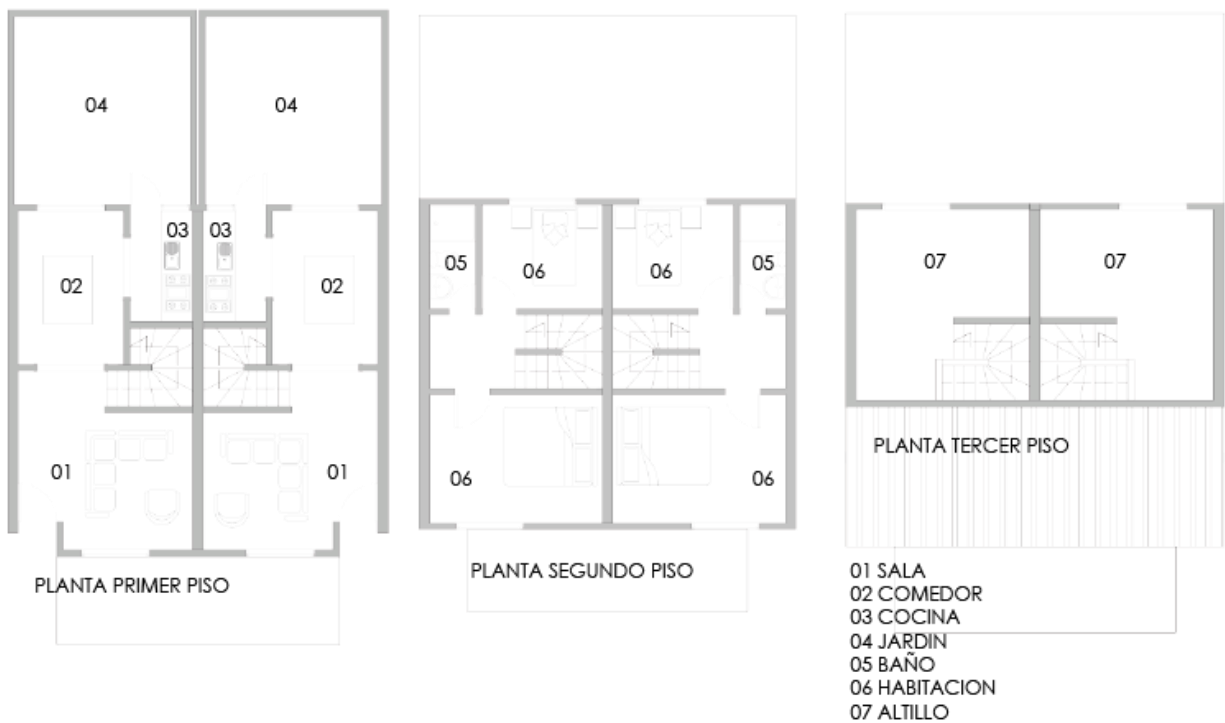 04 04
03 03
02 02
01 01
PLANTA PRIMER PISO
05 06 06 05
06 06
PLANTA SEGUNDO PISO
07 07
PLANTA TERCER PISO
01 SALA
02 COMEDOR
03 COCINA
04 JARDIN
05 BAÑO
06 HABITACION
07 ALTILLO